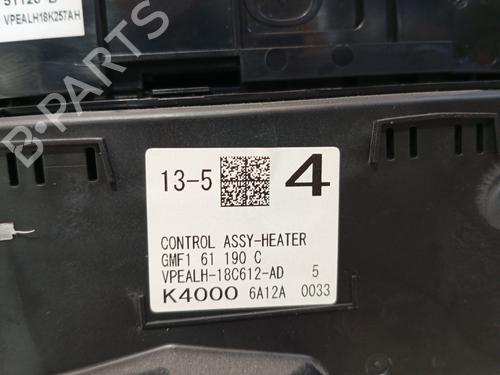 VPEALH18K257AH
B-PARTS
13-5 4
CONTROL ASSY-HEATER
GMF1 61 190 C
VPEALH-18C612-AD 5
K4000 6A12A 0033